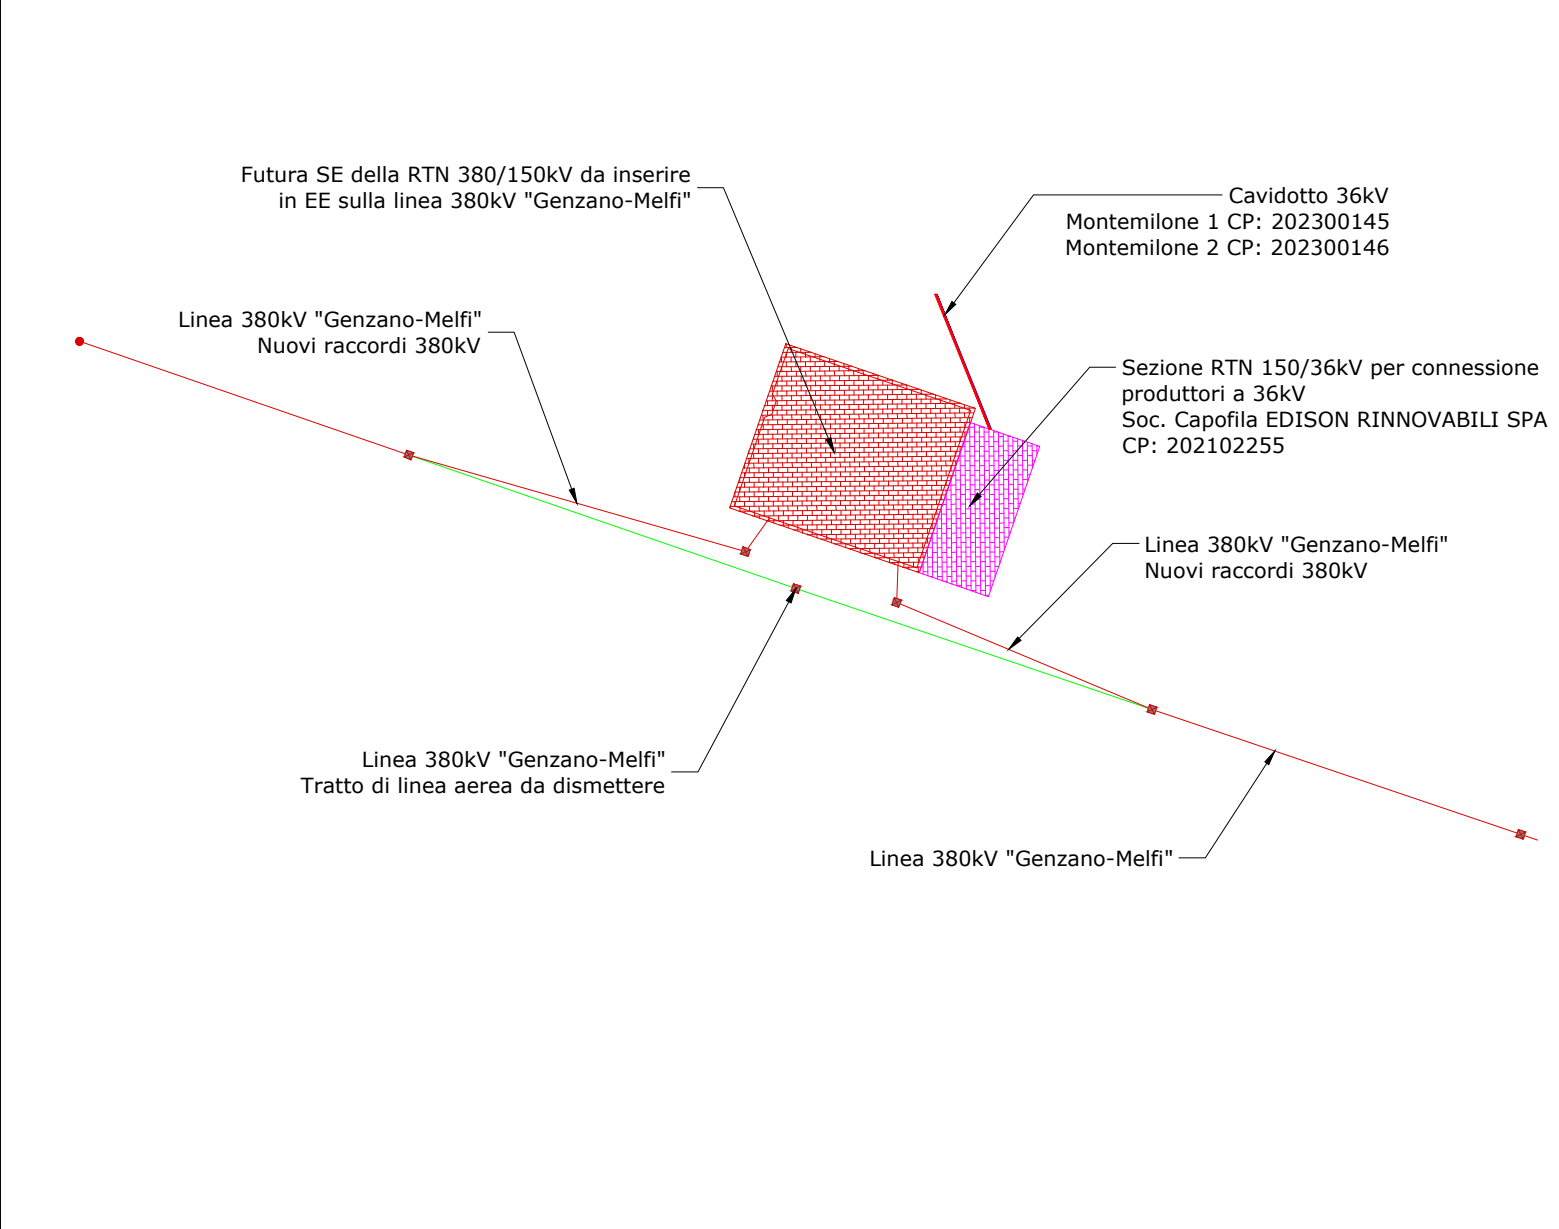 Futura SE della RTN 380/150kV da inserire
in EE sulla linea 380kV "Genzano-Melfi"
Cavidotto 36kV
Montemilone 1 CP: 202300145
Montemilone 2 CP: 202300146
Linea 380kV "Genzano-Melfi"
Nuovi raccordi 380kV
Sezione RTN 150/36kV per connessione
produttori a 36kV
Soc. Capofila EDISON RINNOVABILI SPA
CP: 202102255
Linea 380kV "Genzano-Melfi"
Nuovi raccordi 380kV
Linea 380kV "Genzano-Melfi"
Tratto di linea aerea da dismettere
Linea 380kV "Genzano-Melfi"